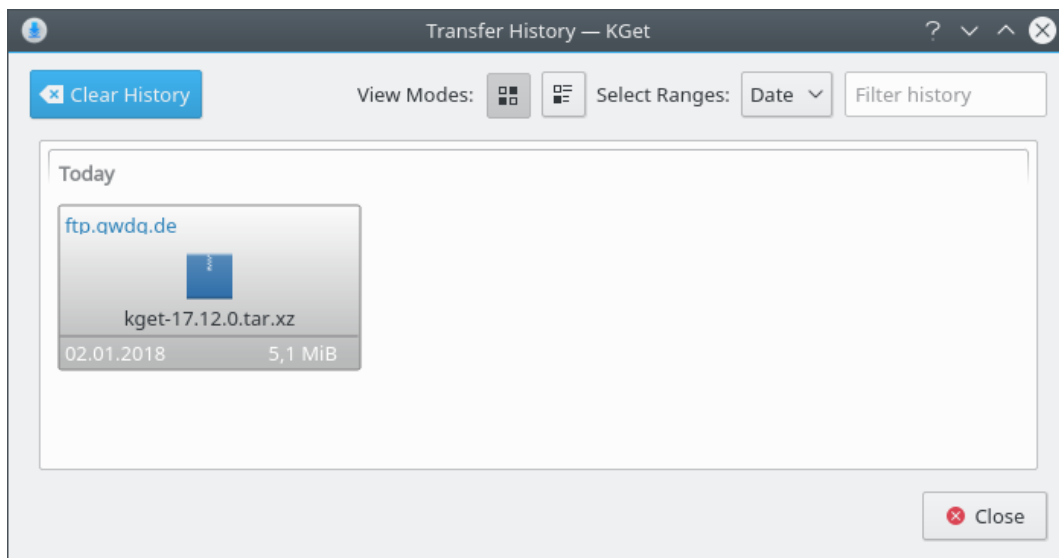 Transfer History — KGet
Clear History View Modes: Select Ranges: Date Filter history
Today
ftp.gwdg.de
kget-17.12.0.tar.xz
02.01.2018 5,1 MiB
Close